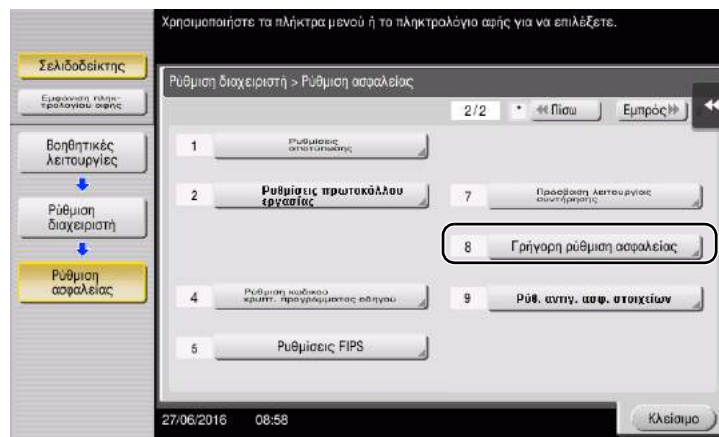 Χρησιμοποιήστε τα πλήκτρα μενού ή το πληκτρολόγιο αφής για να επιλέξετε.
Σελιδοδείκτης
Εμφάνιση πληκ-
τρολογίου αφής
Βοηθητικές
λειτουργίες
Ρύθμιση
διαχειριστή
Ρύθμιση
ασφαλείας
Ρύθμιση διαχειριστή > Ρύθμιση ασφαλείας
2/2 * Πίσω Εμπρός
1 Ρυθμίσεις
αποτύπωσης
2 Ρυθμίσεις πρωτοκόλλου
εργασίας
7 Πρόσβαση λειτουργίας
συντήρησης
8 Γρήγορη ρύθμιση ασφαλείας
4 Ρύθμιση κωδικού
κρυπτ. προγράμματος οδηγού
9 Ρύθ. αντιγ. ασφ. στοιχείων
5 Ρυθμίσεις FIPS
27/06/2016 08:58
Κλείσιμο